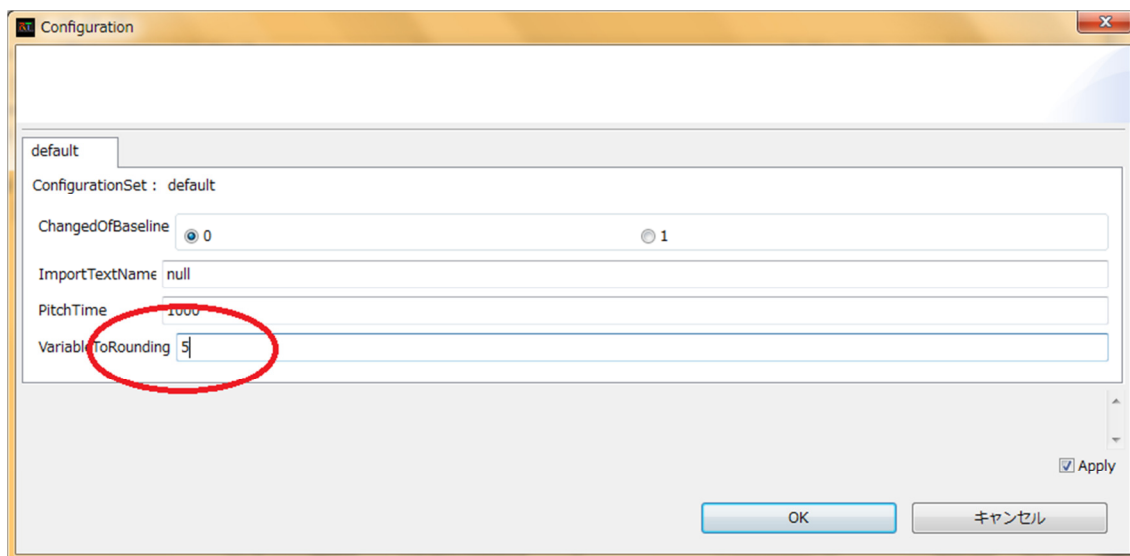 Configuration
default
ConfigurationSet : default
ChangedOfBaseline 0 1
ImportTextName null
PitchTime 1000
VariableToRounding 5
Apply
OK キャンセル